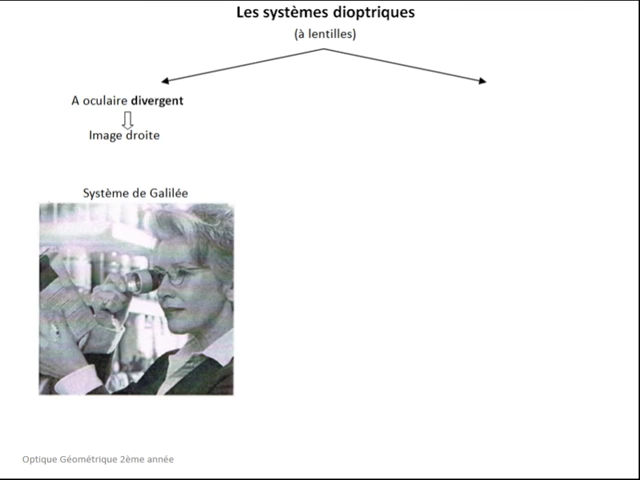 Les systèmes dioptriques
(à lentilles)
A oculaire divergent
Image droite
Système de Galilée
Optique Géométrique 2ème année